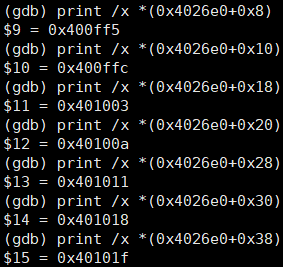 (gdb) print /x *(0x4026e0+0x8)
$9 = 0x400ff5
(gdb) print /x *(0x4026e0+0x10)
$10 = 0x400ffc
(gdb) print /x *(0x4026e0+0x18)
$11 = 0x401003
(gdb) print /x *(0x4026e0+0x20)
$12 = 0x40100a
(gdb) print /x *(0x4026e0+0x28)
$13 = 0x401011
(gdb) print /x *(0x4026e0+0x30)
$14 = 0x401018
(gdb) print /x *(0x4026e0+0x38)
$15 = 0x40101f